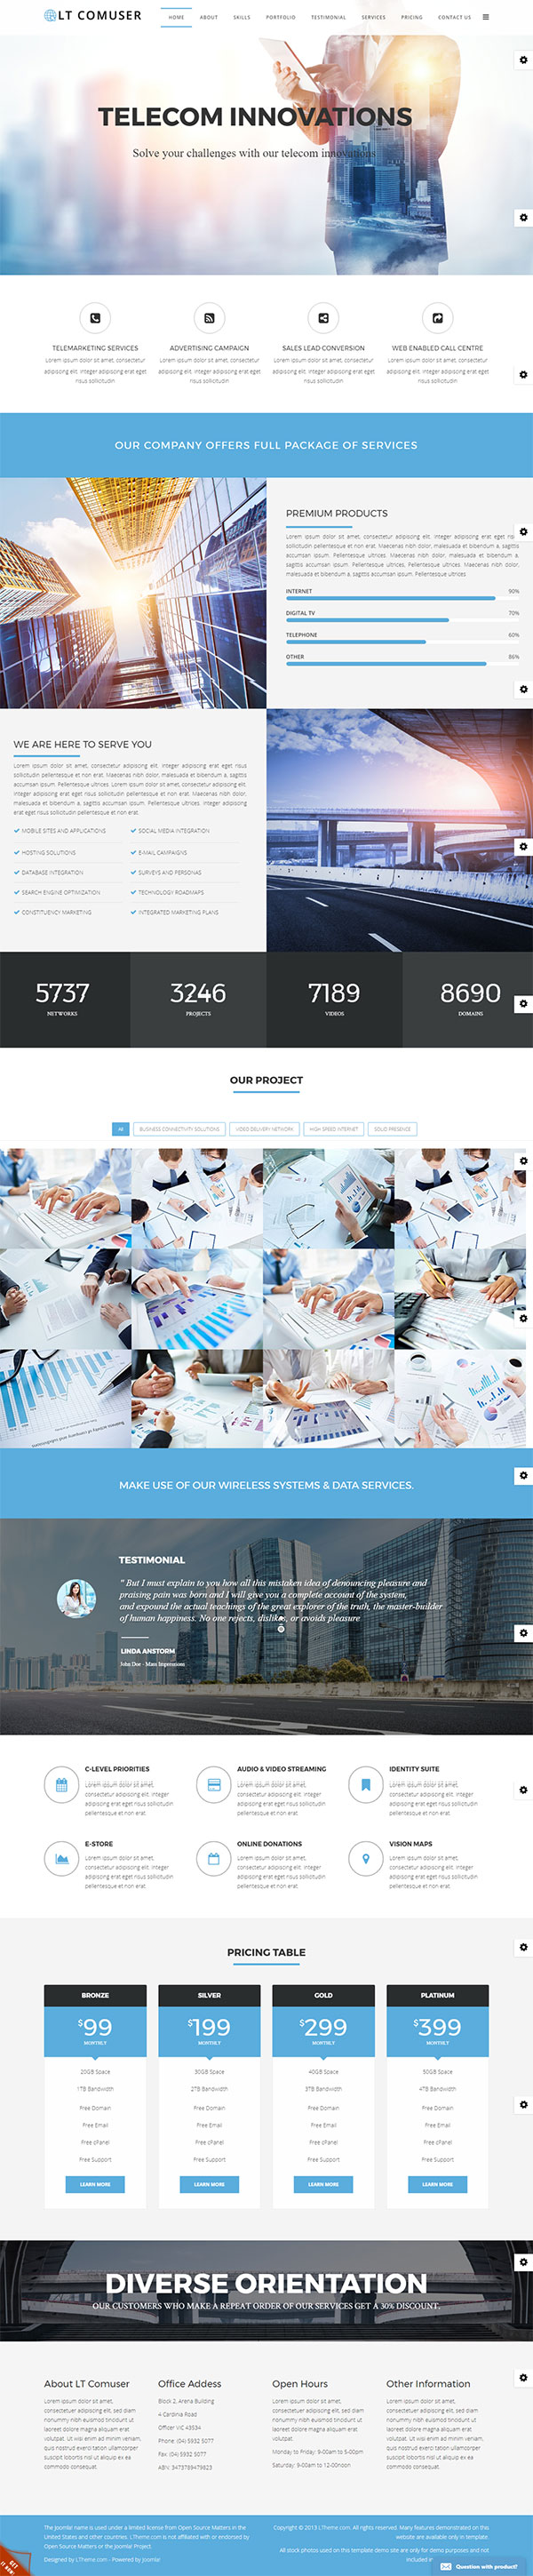 LT COMUSER
HOME ABOUT SKILLS PORTFOLIO TESTIMONIAL SERVICES PRICING CONTACT US
TELECOM INNOVATIONS
Solve your challenges with our telecom innovations
TELEMARKETING SERVICES
Lorem ipsum dolor sit amet, consectetur
adipiscing elit. Integer adipiscing erat eget
risus sollicitudin
ADVERTISING CAMPAIGN
Lorem ipsum dolor sit amet, consectetur
adipiscing elit. Integer adipiscing erat eget
risus sollicitudin
SALES LEAD CONVERSION
Lorem ipsum dolor sit amet, consectetur
adipiscing elit. Integer adipiscing erat eget
risus sollicitudin
WEB ENABLED CALL CENTRE
Lorem ipsum dolor sit amet, consectetur
adipiscing elit. Integer adipiscing erat eget
risus sollicitudin
OUR COMPANY OFFERS FULL PACKAGE OF SERVICES
PREMIUM PRODUCTS
Lorem ipsum dolor sit amet, consectetur adipiscing elit. Integer adipiscing erat eget
sollicitudin pellentesque et non erat. Maecenas nibh dolor, malesuada et bibendum a, sagittis
accumsan ipsum. Pellentesque ultrices. Maecenas nibh dolor, malesuada et bibendum a,
sagittis accumsan ipsum. Pellentesque ultrices. Pellentesque ultrices. Maecenas nibh dolor,
malesuada et bibendum a, sagittis accumsan ipsum. Pellentesque ultrices.
INTERNET 90%
DIGITAL TV 70%
TELEPHONE 60%
OTHER 86%
WE ARE HERE TO SERVE YOU
Lorem ipsum dolor sit amet, consectetur adipiscing elit. Integer adipiscing erat eget risus
sollicitudin pellentesque et non erat. Maecenas nibh dolor, malesuada et bibendum a, sagittis
accumsan ipsum. Pellentesque ultrices. Lorem ipsum dolor sit amet, consectetur adipiscing elit.
Integer adipiscing erat eget risus sollicitudin pellentesque et non erat. Maecenas nibh dolor,
malesuada et bibendum a, sagittis accumsan ipsum. Pellentesque ultrices. Integer adipiscing
erat eget risus sollicitudin pellentesque et non erat.
MOBILE SITES AND APPLICATIONS SOCIAL MEDIA INTEGRATION
HOSTING SOLUTIONS E-MAIL CAMPAIGNS
DATABASE INTEGRATION SURVEYS AND PERSONAS
SEARCH ENGINE OPTIMIZATION TECHNOLOGY ROADMAPS
CONSTITUENCY MARKETING INTEGRATED MARKETING PLANS
5737 3246 7189 8690
NETWORKS PROJECTS VIDEOS DOMAINS
OUR PROJECT
All BUSINESS CONNECTIVITY SOLUTIONS VIDEO DELIVERY NETWORK HIGH SPEED INTERNET SOLID PRESENCE
MAKE USE OF OUR WIRELESS SYSTEMS & DATA SERVICES.
TESTIMONIAL
" But I must explain to you how all this mistaken idea of denouncing pleasure and
praising pain was born and I will give you a complete account of the system,
and expound the actual teachings of the great explorer of the truth, the master-builder
of human happiness. No one rejects, dislikes, or avoids pleasure
LINDA ANSTORM
John Doe - Mass Impressions
C-LEVEL PRIORITIES
Lorem ipsum dolor sit amet,
consectetur adipiscing elit. Integer
adipiscing erat eget risus sollicitudin
pellentesque et non erat.
AUDIO & VIDEO STREAMING
Lorem ipsum dolor sit amet,
consectetur adipiscing elit. Integer
adipiscing erat eget risus sollicitudin
pellentesque et non erat.
IDENTITY SUITE
Lorem ipsum dolor sit amet,
consectetur adipiscing elit. Integer
adipiscing erat eget risus sollicitudin
pellentesque et non erat.
E-STORE
Lorem ipsum dolor sit amet,
consectetur adipiscing elit. Integer
adipiscing erat eget risus sollicitudin
pellentesque et non erat.
ONLINE DONATIONS
Lorem ipsum dolor sit amet,
consectetur adipiscing elit. Integer
adipiscing erat eget risus sollicitudin
pellentesque et non erat.
VISION MAPS
Lorem ipsum dolor sit amet,
consectetur adipiscing elit. Integer
adipiscing erat eget risus sollicitudin
pellentesque et non erat.
PRICING TABLE
BRONZE SILVER GOLD PLATINUM
$99 $199 $299 $399
MONTHLY MONTHLY MONTHLY MONTHLY
20GB Space 30GB Space 40GB Space 50GB Space
1TB Bandwidth 2TB Bandwidth 3TB Bandwidth 4TB Bandwidth
Free Domain Free Domain Free Domain Free Domain
Free Email Free Email Free Email Free Email
Free cPanel Free cPanel Free cPanel Free cPanel
Free Support Free Support Free Support Free Support
LEARN MORE LEARN MORE LEARN MORE LEARN MORE
DIVERSE ORIENTATION
OUR CUSTOMERS WHO MAKE A REPEAT ORDER OF OUR SERVICES GET A 30% DISCOUNT.
About LT Comuser
Lorem ipsum dolor sit amet,
consectetuer adipiscing elit, sed diam
nonummy nibh euismod tincidunt ut
laoreet dolore magna aliquam erat
volutpat. Ut wisi enim ad minim veniam,
quis nostrud exerci tation ullamcorper
suscipit lobortis nisl ut aliquip ex ea
commodo consequat.
Office Addess
Block 2, Arena Building
4 Cardinia Road
Officer VIC 43534
Phone: (04) 5932 5077
Fax: (04) 5932 5077
ABN: 3473789479823
Open Hours
Lorem ipsum dolor sit amet,
consectetuer adipiscing elit, sed diam
nonummy nibh euismod tincidunt ut
laoreet dolore magna aliquam erat
volutpat.
Monday to Friday: 9-00am to 5-00pm
Saturday: 9-00am to 12-00noon
Other Information
Lorem ipsum dolor sit amet,
consectetuer adipiscing elit, sed diam
nonummy nibh euismod tincidunt ut
laoreet dolore magna aliquam erat
volutpat. Ut wisi enim ad minim veniam,
quis nostrud exerci tation ullamcorper
suscipit lobortis nisl ut aliquip ex ea
commodo consequat.
The Joomla! name is used under a limited license from Open Source Matters in the
United States and other countries. LTheme.com is not affiliated with or endorsed by
Open Source Matters or the Joomla! Project.
Designed by LTheme.com - Powered by Joomla!
Copyright © 2013 LTheme.com. All rights reserved. Many features demonstrated on this
website are available only in template.
All stock photos used on this template demo site are only for demo purposes and not
included in
Question with product?